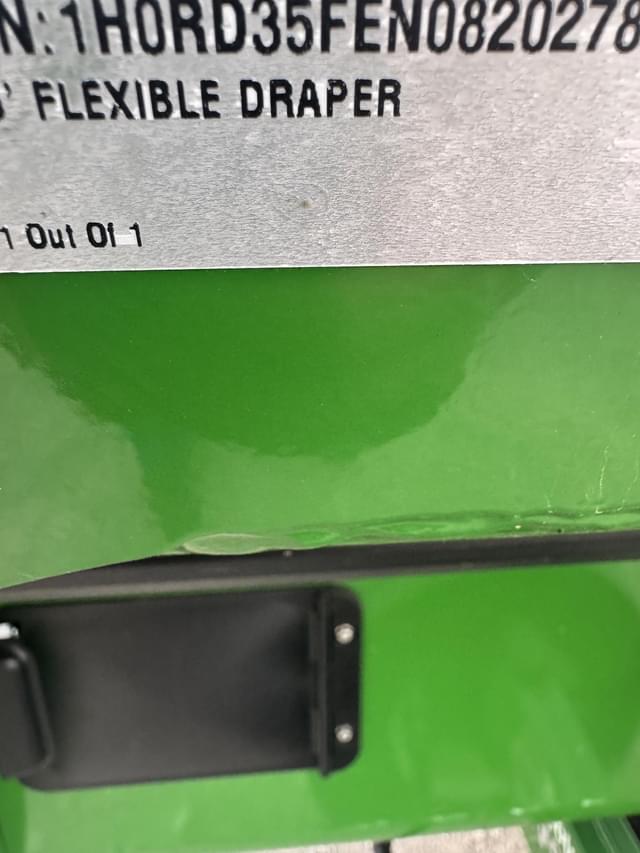 N:1H0RD35FEN0820278
' FLEXIBLE DRAPER
1 Out Of 1